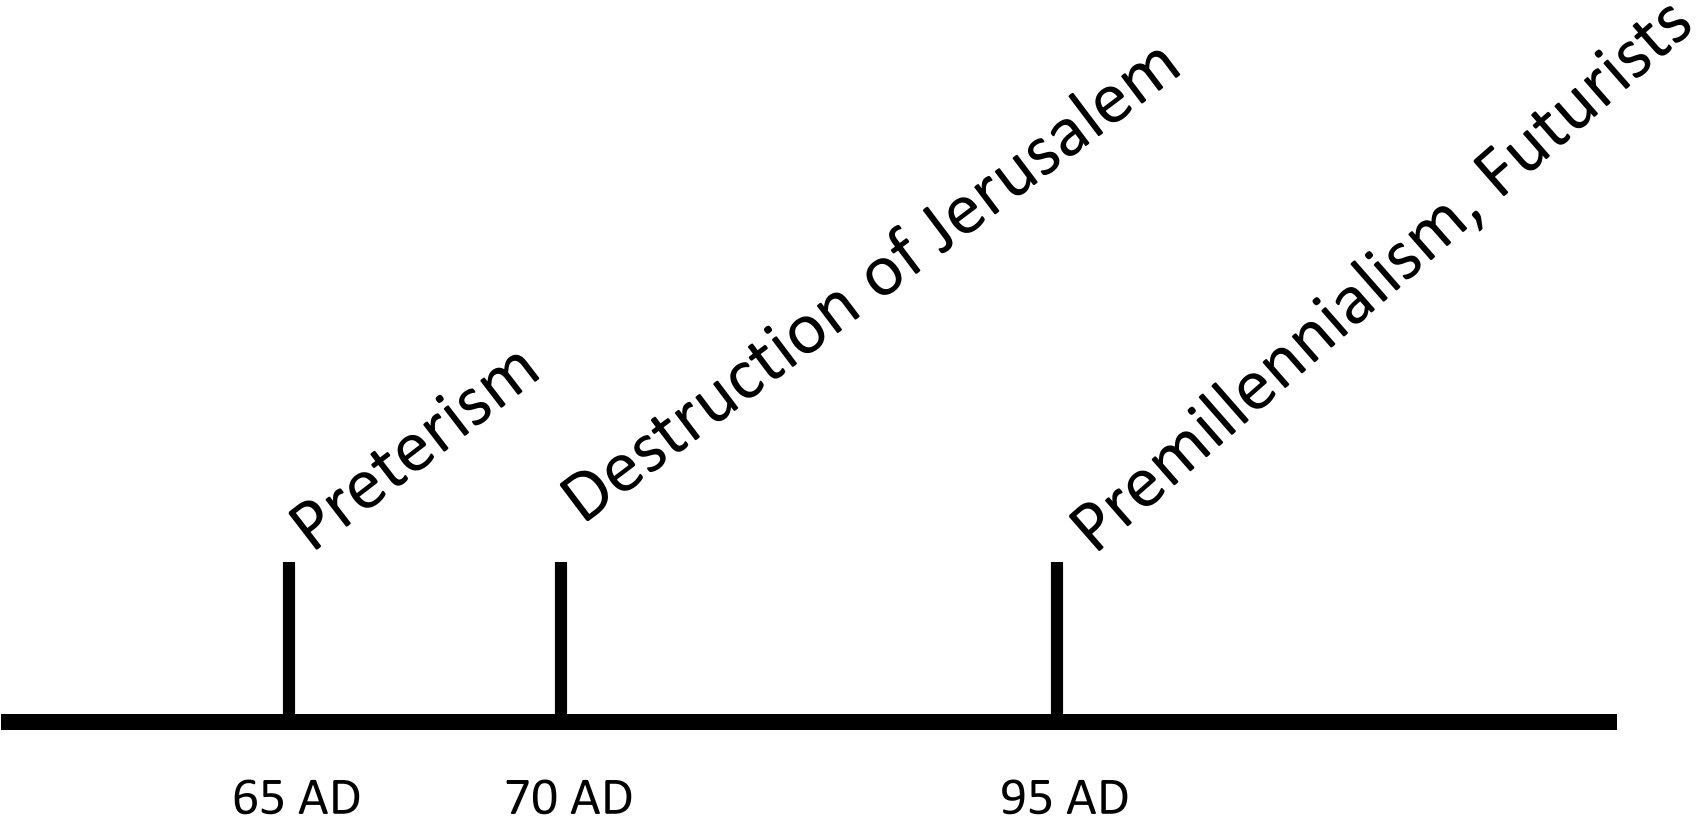 Preterism
Destruction of Jerusalem
Premillennialism, Futurists
65 AD
70 AD
95 AD